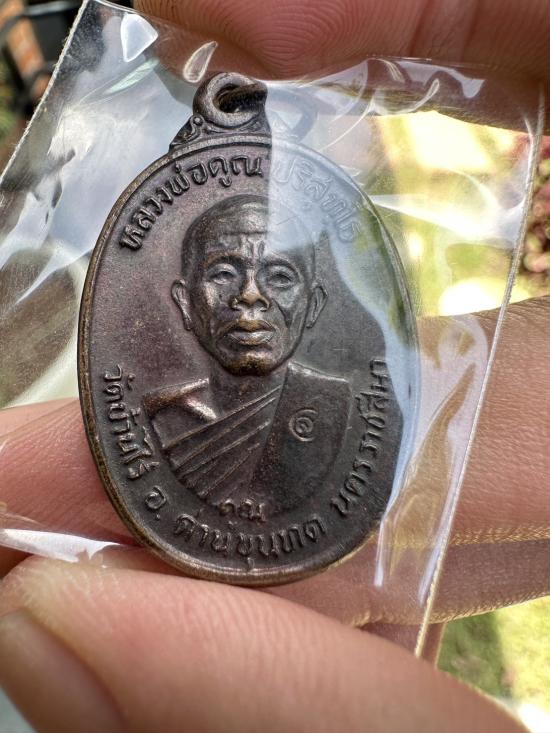 หลวงพ่อคูณ ปริสุทโธ
คูณ
วัดบ้านไร่ อ. ด่านขุนทด นครราชสีมา